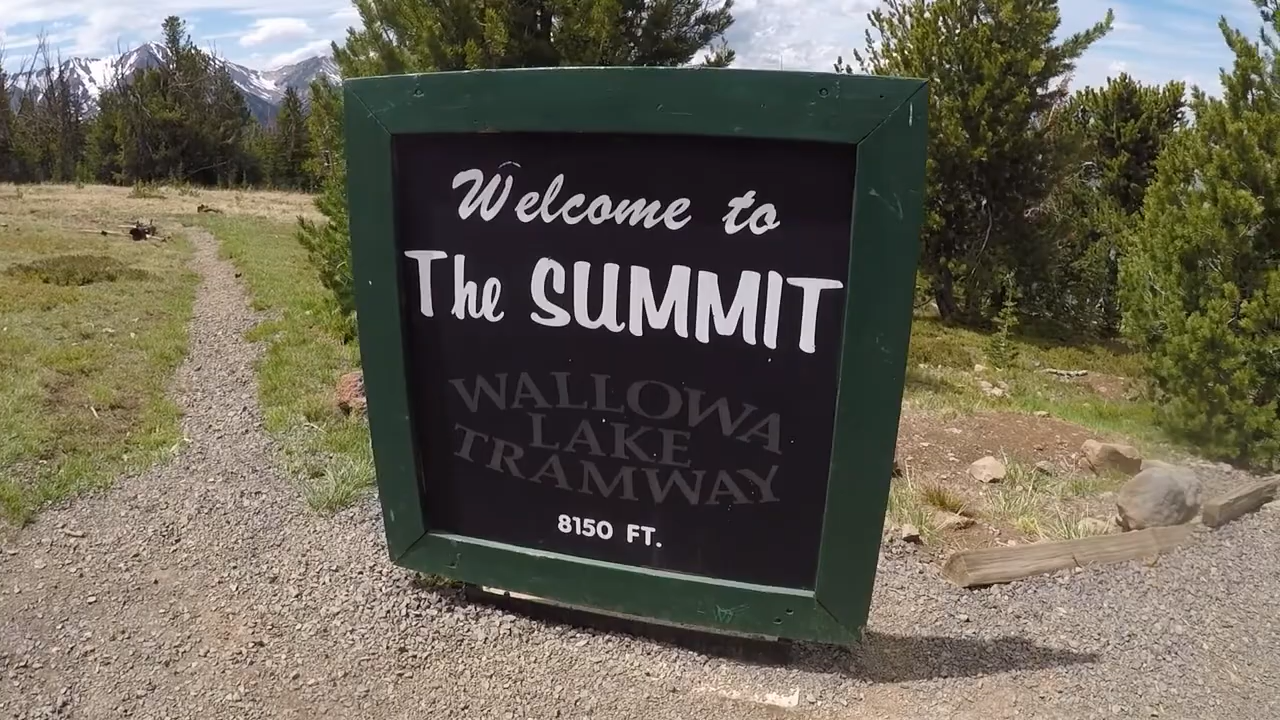 Welcome to
The SUMMIT
WALLOWA
LAKE
TRAMWAY
8150 FT.